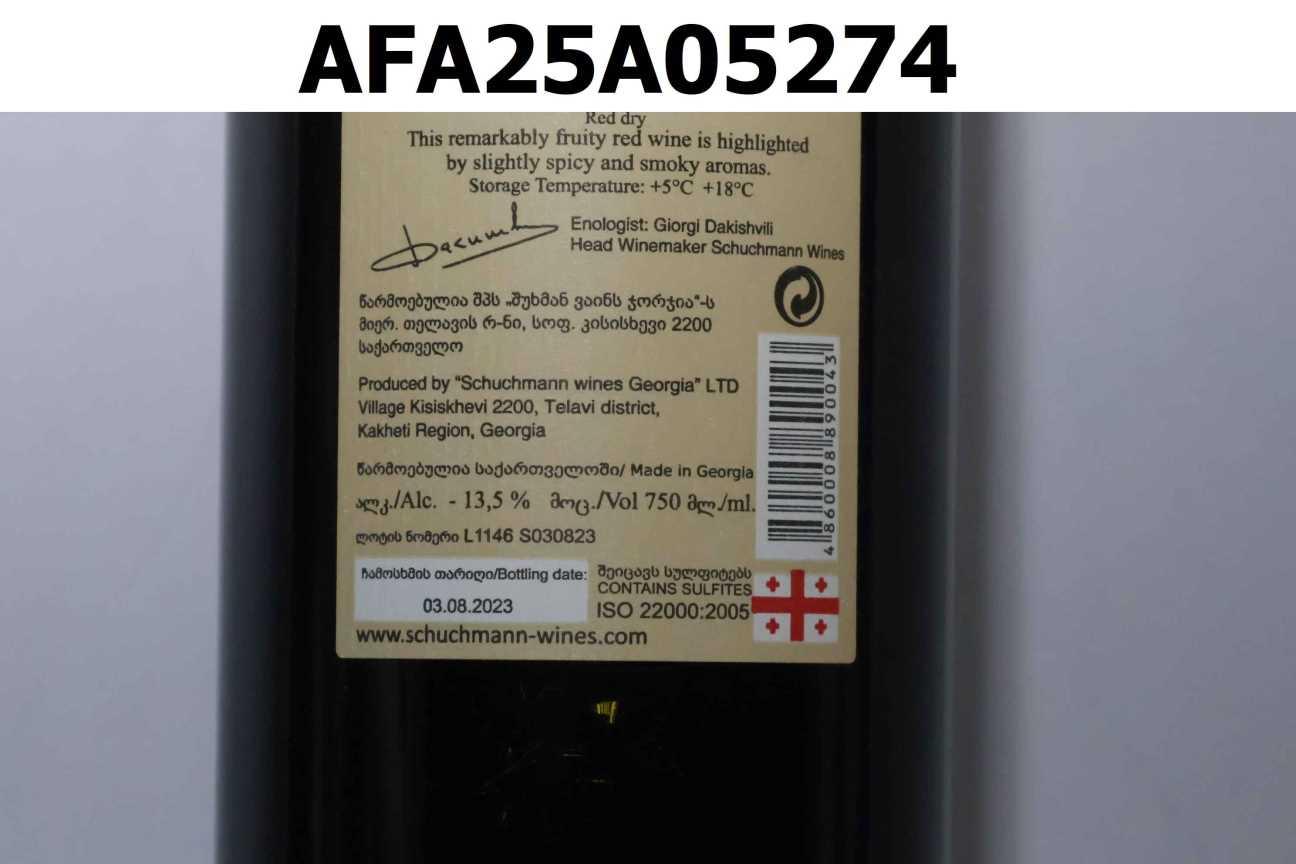 AFA25A05274
Red dry
This remarkably fruity red wine is highlighted
by slightly spicy and smoky aromas.
Storage Temperature: +5°C +18°C
Enologist: Giorgi Dakishvili
Head Winemaker Schuchmann Wines
წარმოებულია შპს „შუხმან ვაინს ჯორჯია“-ს
მიერ. თელავის რ-ნი, სოფ. კისისხევი 2200
საქართველო
Produced by "Schuchmann wines Georgia" LTD
Village Kisiskhevi 2200, Telavi district,
Kakheti Region, Georgia
წარმოებულია საქართველოში/ Made in Georgia
ალკ./Alc. - 13,5 % მოც./Vol 750 მლ./ml.
ლოტის ნომერი L1146 S030823
ჩამოსხმის თარიღი/Bottling date:
03.08.2023
შეიცავს სულფიტებს
CONTAINS SULFITES
ISO 22000:2005
www.schuchmann-wines.com
4860008890043